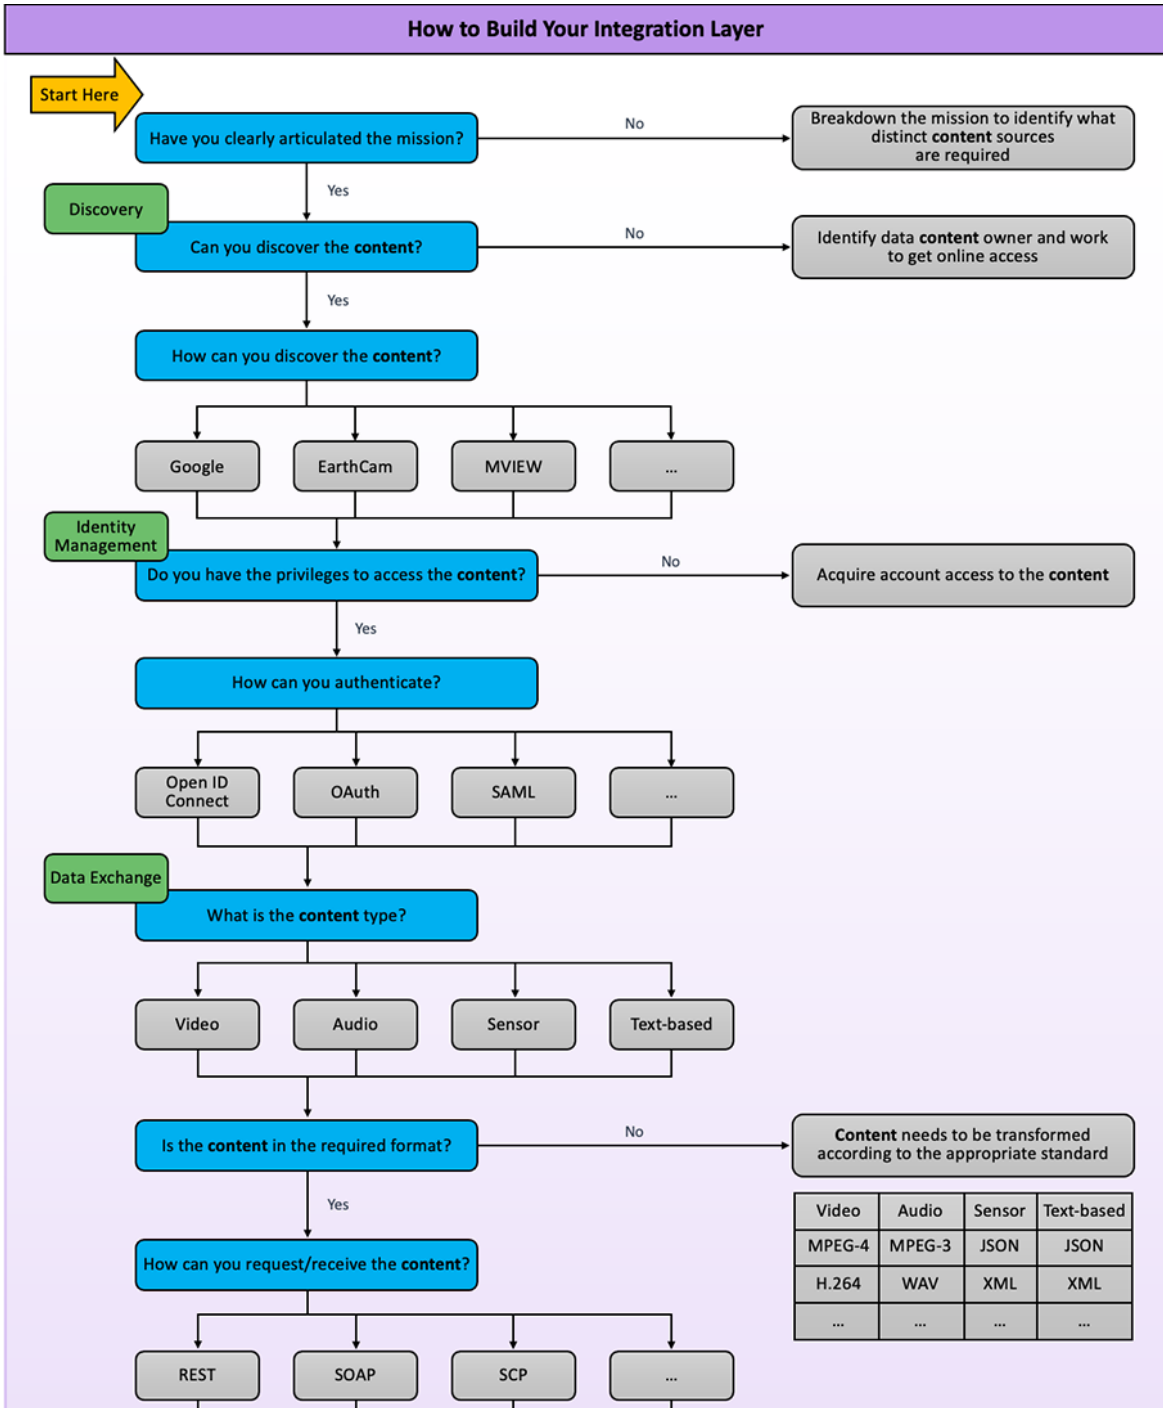 How to Build Your Integration Layer
Start Here
Have you clearly articulated the mission?
No
Breakdown the mission to identify what
distinct content sources
are required
Yes
Discovery
Can you discover the content?
No
Identify data content owner and work
to get online access
Yes
How can you discover the content?
Google
EarthCam
MVIEW
...
Identity
Management
Do you have the privileges to access the content?
No
Acquire account access to the content
Yes
How can you authenticate?
Open ID
Connect
OAuth
SAML
...
Data Exchange
What is the content type?
Video
Audio
Sensor
Text-based
Is the content in the required format?
No
Content needs to be transformed
according to the appropriate standard
Yes
Video Audio Sensor Text-based
MPEG-4 MPEG-3 JSON JSON
H.264 WAV XML XML
... ... ... ...
How can you request/receive the content?
REST
SOAP
SCP
...